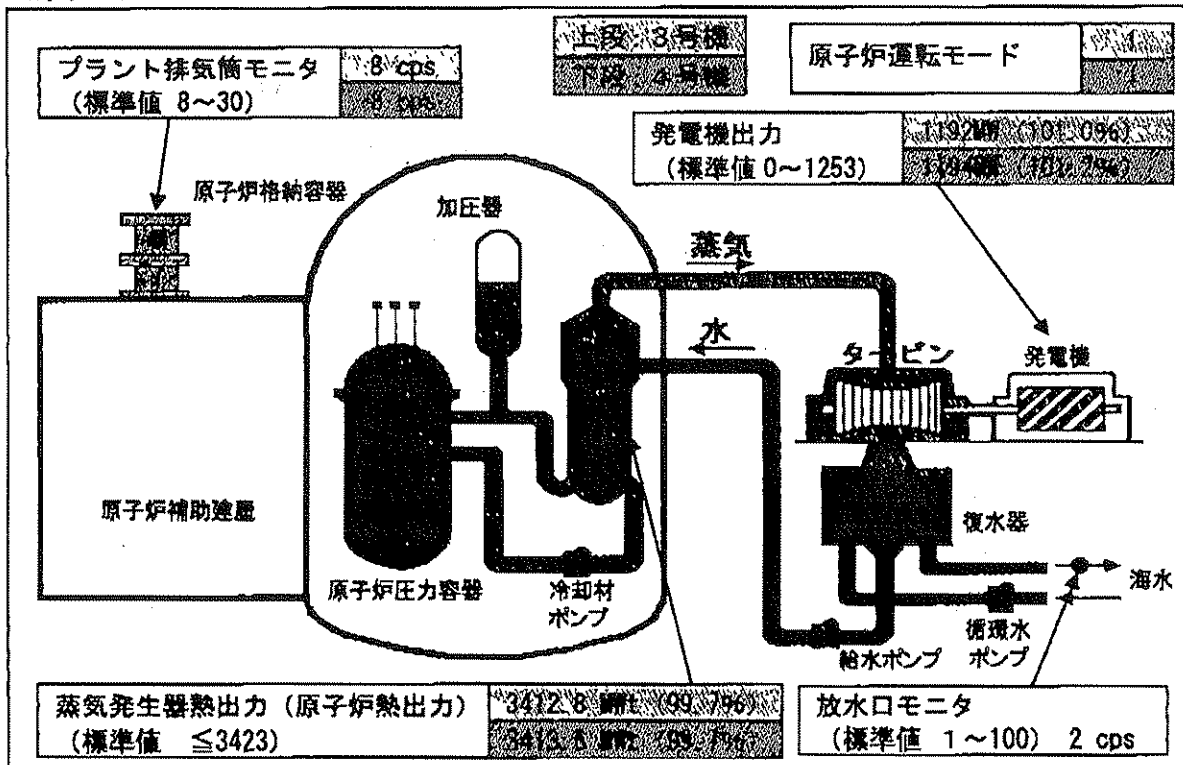 プラント排気筒モニタ
(標準値 8~30)
8 cps
上段:3号機
下段:4号機
原子炉運転モード
1
発電機出力
(標準値 0~1253)
1192MW (101.0%)
原子炉格納容器
加圧器
蒸気
水
タービン
発電機
原子炉補助建屋
原子炉圧力容器
冷却材
ポンプ
復水器
海水
給水ポンプ
循環水
ポンプ
蒸気発生器熱出力(原子炉熱出力)
(標準値 ≦3423)
3412.8 MWt (99.7%)
放水口モニタ
(標準値 1~100) 2 cps